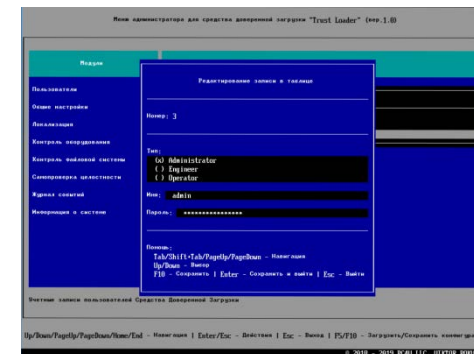 Меню администратора для средства доверенной загрузки "Trust Loader" (вер.1.0)
Модули
Пользователи
Общие настройки
Локализация
Контроль оборудования
Контроль файловой системы
Самопроверка целостности
Журнал событий
Информация о системе
Редактирование записи в таблице
Номер: 3
Тип:
(x) Administrator
( ) Engineer
( ) Operator
Имя: admin
Пароль: ****************
Помощь:
Tab/Shift+Tab/PageUp/PageDown - Навигация
Up/Down - Выбор
F10 - Сохранить | Enter - Сохранить и выйти | Esc - Выйти
Учетные записи пользователей Средства Доверенной Загрузки
Up/Down/PageUp/PageDown/Home/End - Навигация | Enter/Esc - Действия | Esc - Выход | F5/F10 - Загрузить/Сохранить
© 2018 - 2019